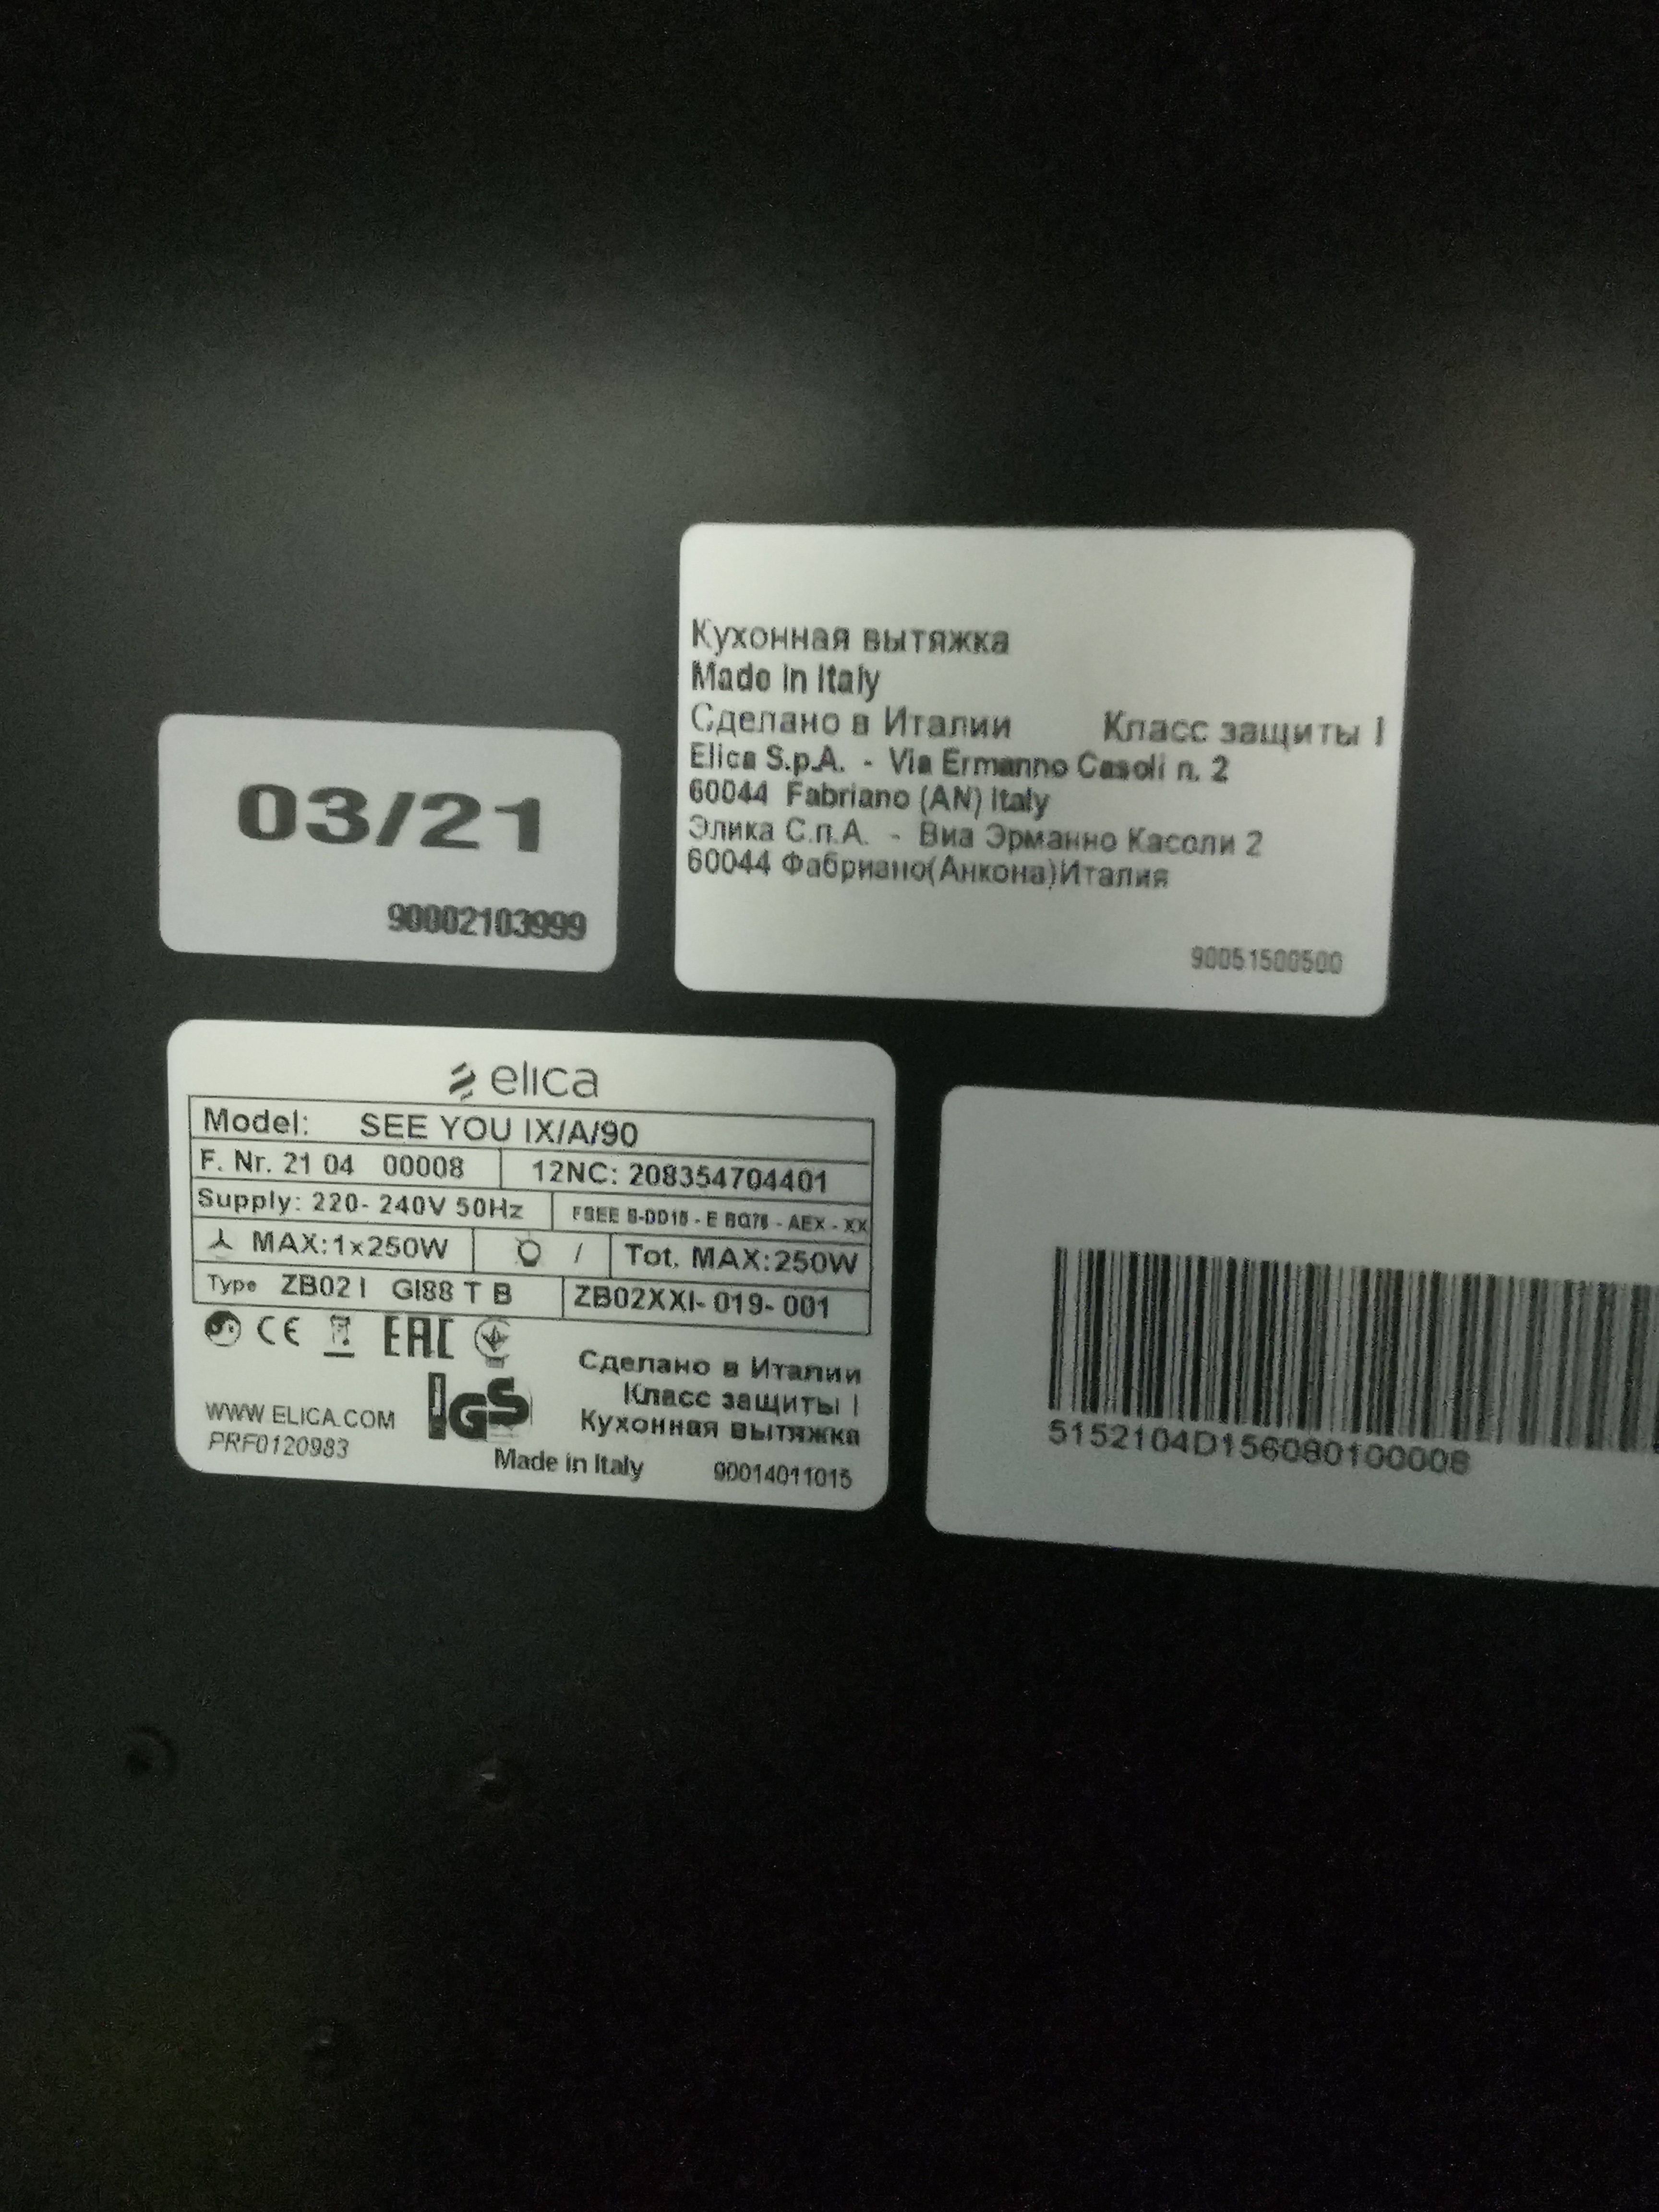 Кухонная вытяжка
Made in Italy
Сделано в Италии Класс защиты I
Elica S.p.A. - Via Ermanno Casoli n. 2
60044 Fabriano (AN) Italy
Элика С.п.А. - Виа Эрманно Касоли 2
60044 Фабриано(Анкона)Италия
90051500500
03/21
90002103999
elica
Model: SEE YOU IX/A/90
F. Nr. 21 04 00008 12NC: 208354704401
Supply: 220- 240V 50Hz - AEX - XX
MAX:1x250W / Tot. MAX:250W
Type ZB02 I GI88 T B ZB02XXI- 019- 001
CE EAC
Сделано в Италии
Класс защиты I
GS
WWW.ELICA.COM
Кухонная вытяжка
PRF0120983
Made in Italy 90014011015
5152104D156080100008